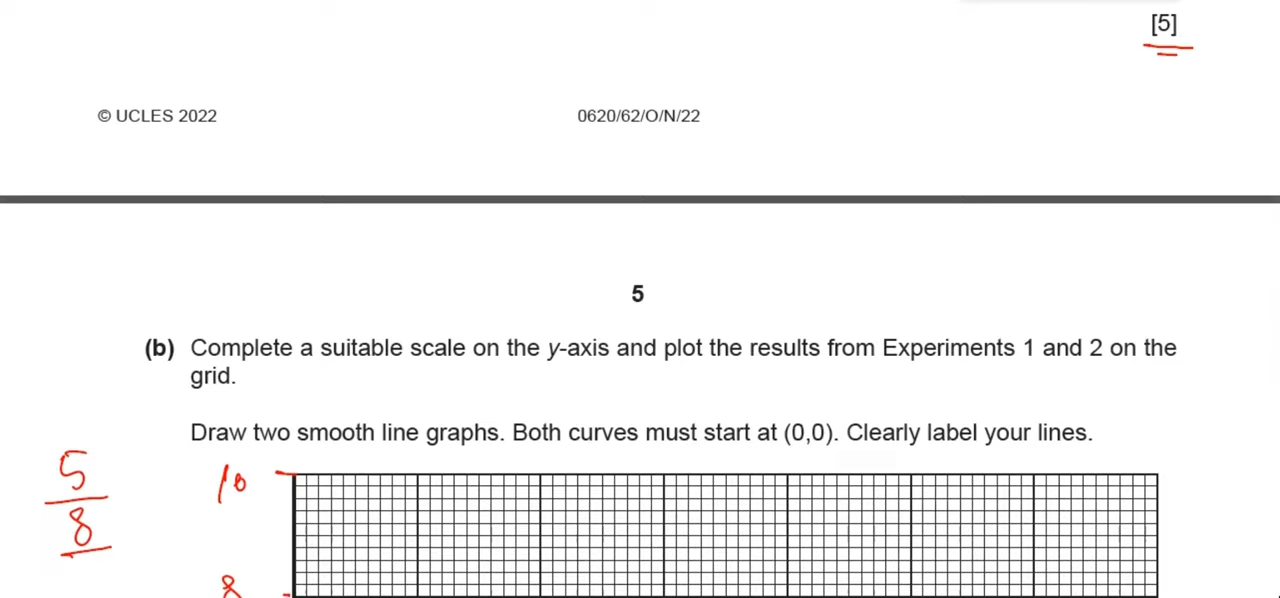 [5]
© UCLES 2022
0620/62/O/N/22
5
(b) Complete a suitable scale on the y-axis and plot the results from Experiments 1 and 2 on the
grid.
Draw two smooth line graphs. Both curves must start at (0,0). Clearly label your lines.
5
8
10
8